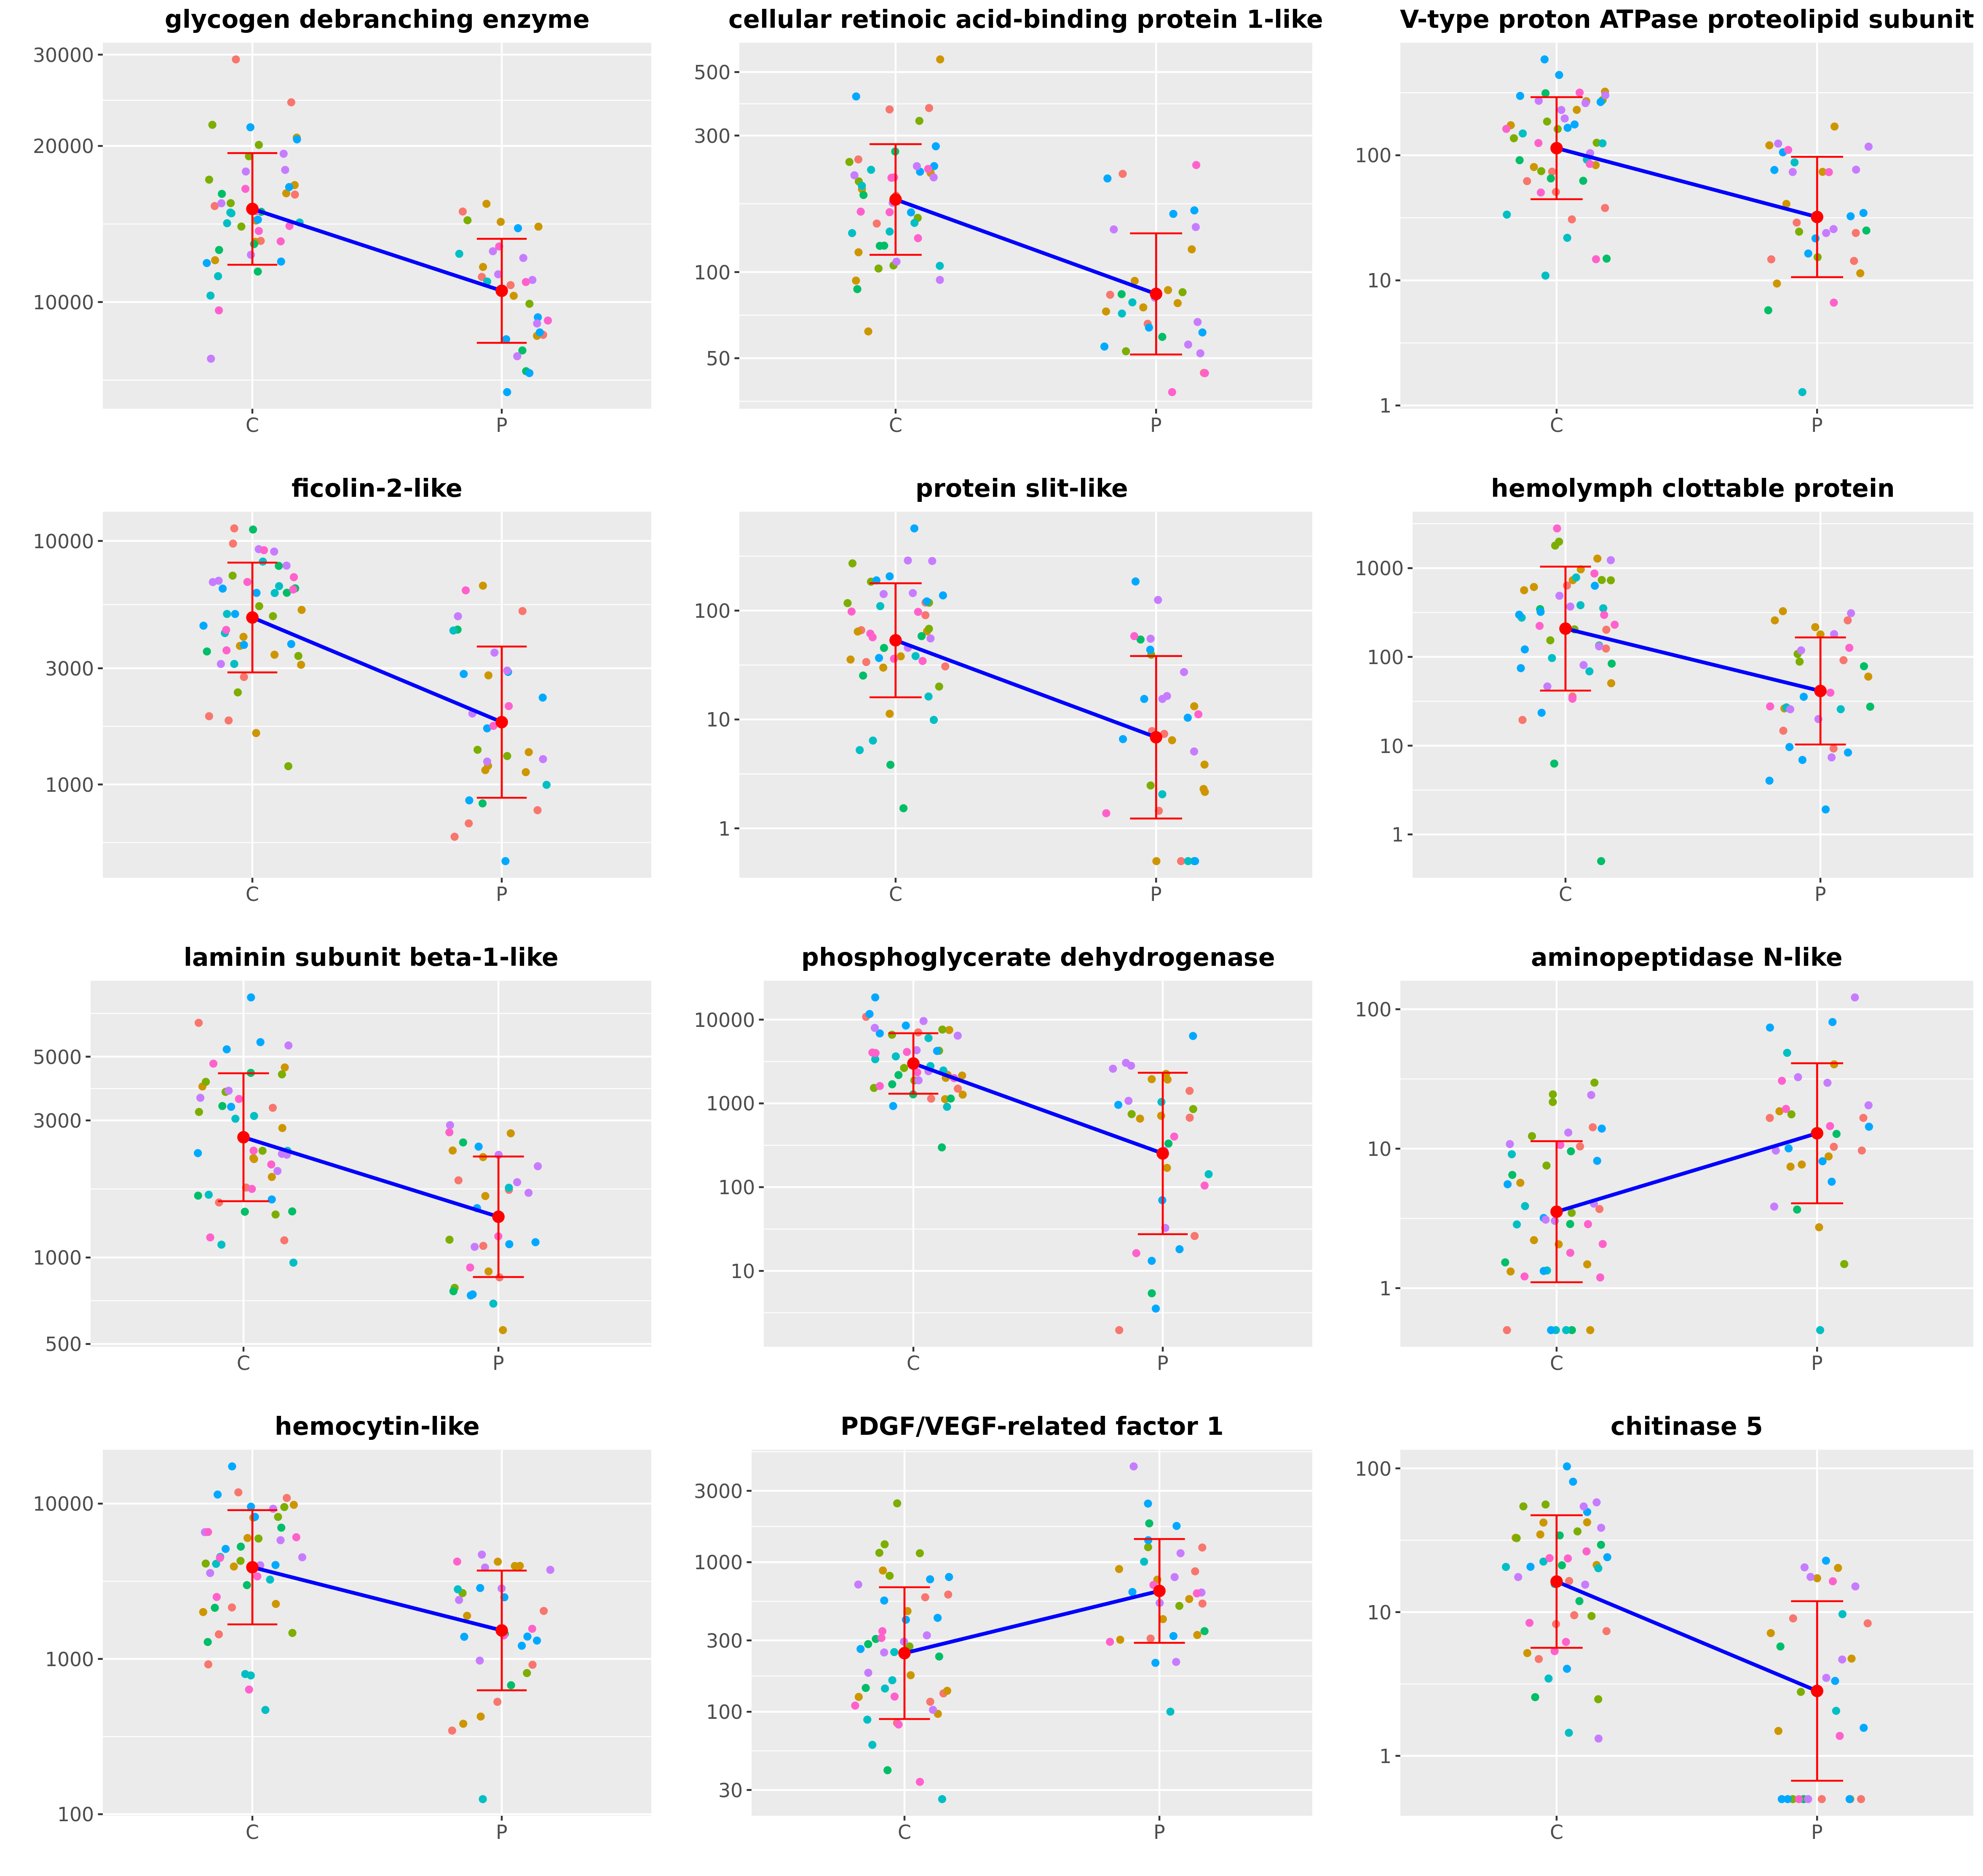 glycogen debranching enzyme
cellular retinoic acid-binding protein 1-like
V-type proton ATPase proteolipid subunit
30000
20000
10000
C
P
500
300
100
50
C
P
100
10
1
C
P
ficolin-2-like
protein slit-like
hemolymph clottable protein
10000
3000
1000
C
P
100
10
1
C
P
1000
100
10
1
C
P
laminin subunit beta-1-like
phosphoglycerate dehydrogenase
aminopeptidase N-like
5000
3000
1000
500
C
P
10000
1000
100
10
C
P
100
10
1
C
P
hemocytin-like
PDGF/VEGF-related factor 1
chitinase 5
10000
1000
100
C
P
3000
1000
300
100
30
C
P
100
10
1
C
P